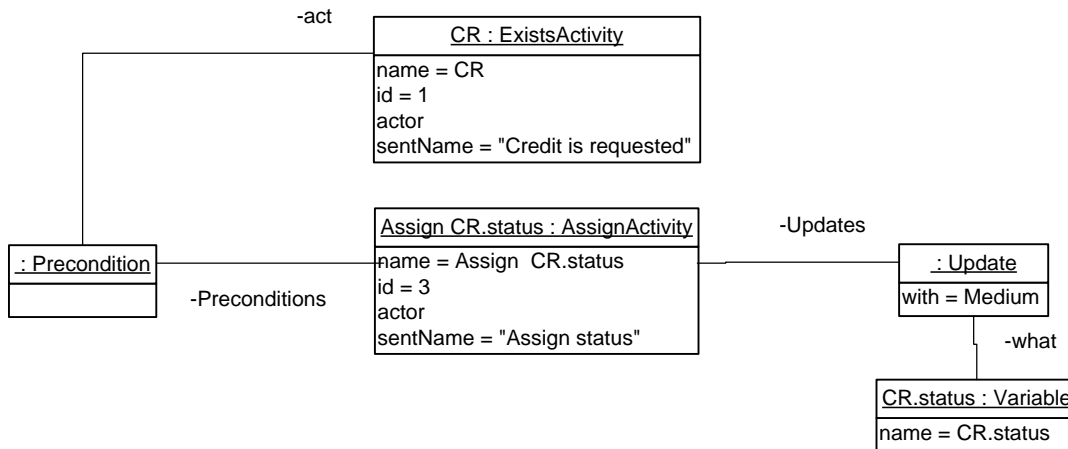 -act
CR : ExistsActivity
name = CR
id = 1
actor
sentName = "Credit is requested"
Assign CR.status : AssignActivity
name = Assign  CR.status
id = 3
actor
sentName = "Assign status"
: Precondition
-Preconditions
-Updates
: Update
with = Medium
-what
CR.status : Variable
name = CR.status